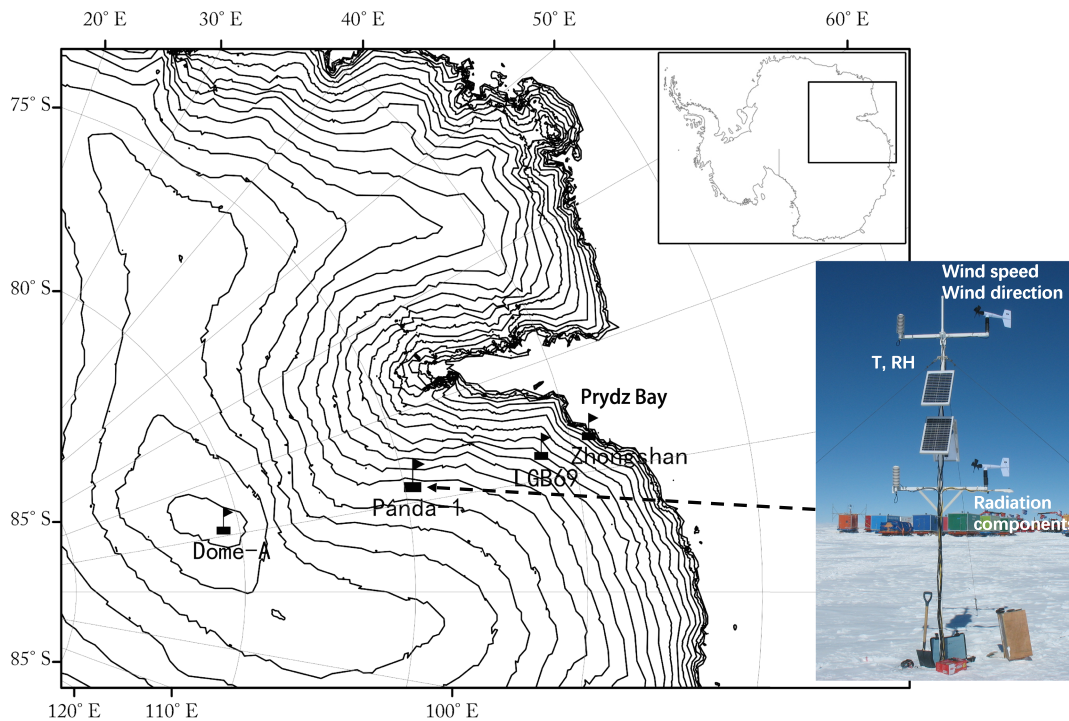 20° E
30° E
40° E
50° E
60° E
75° S
80° S
85° S
85° S
Wind speed
Wind direction
T, RH
Prydz Bay
Zhongshan
LGB69
Panda-1
Dome-A
Radiation
components
120° E
110° E
100° E